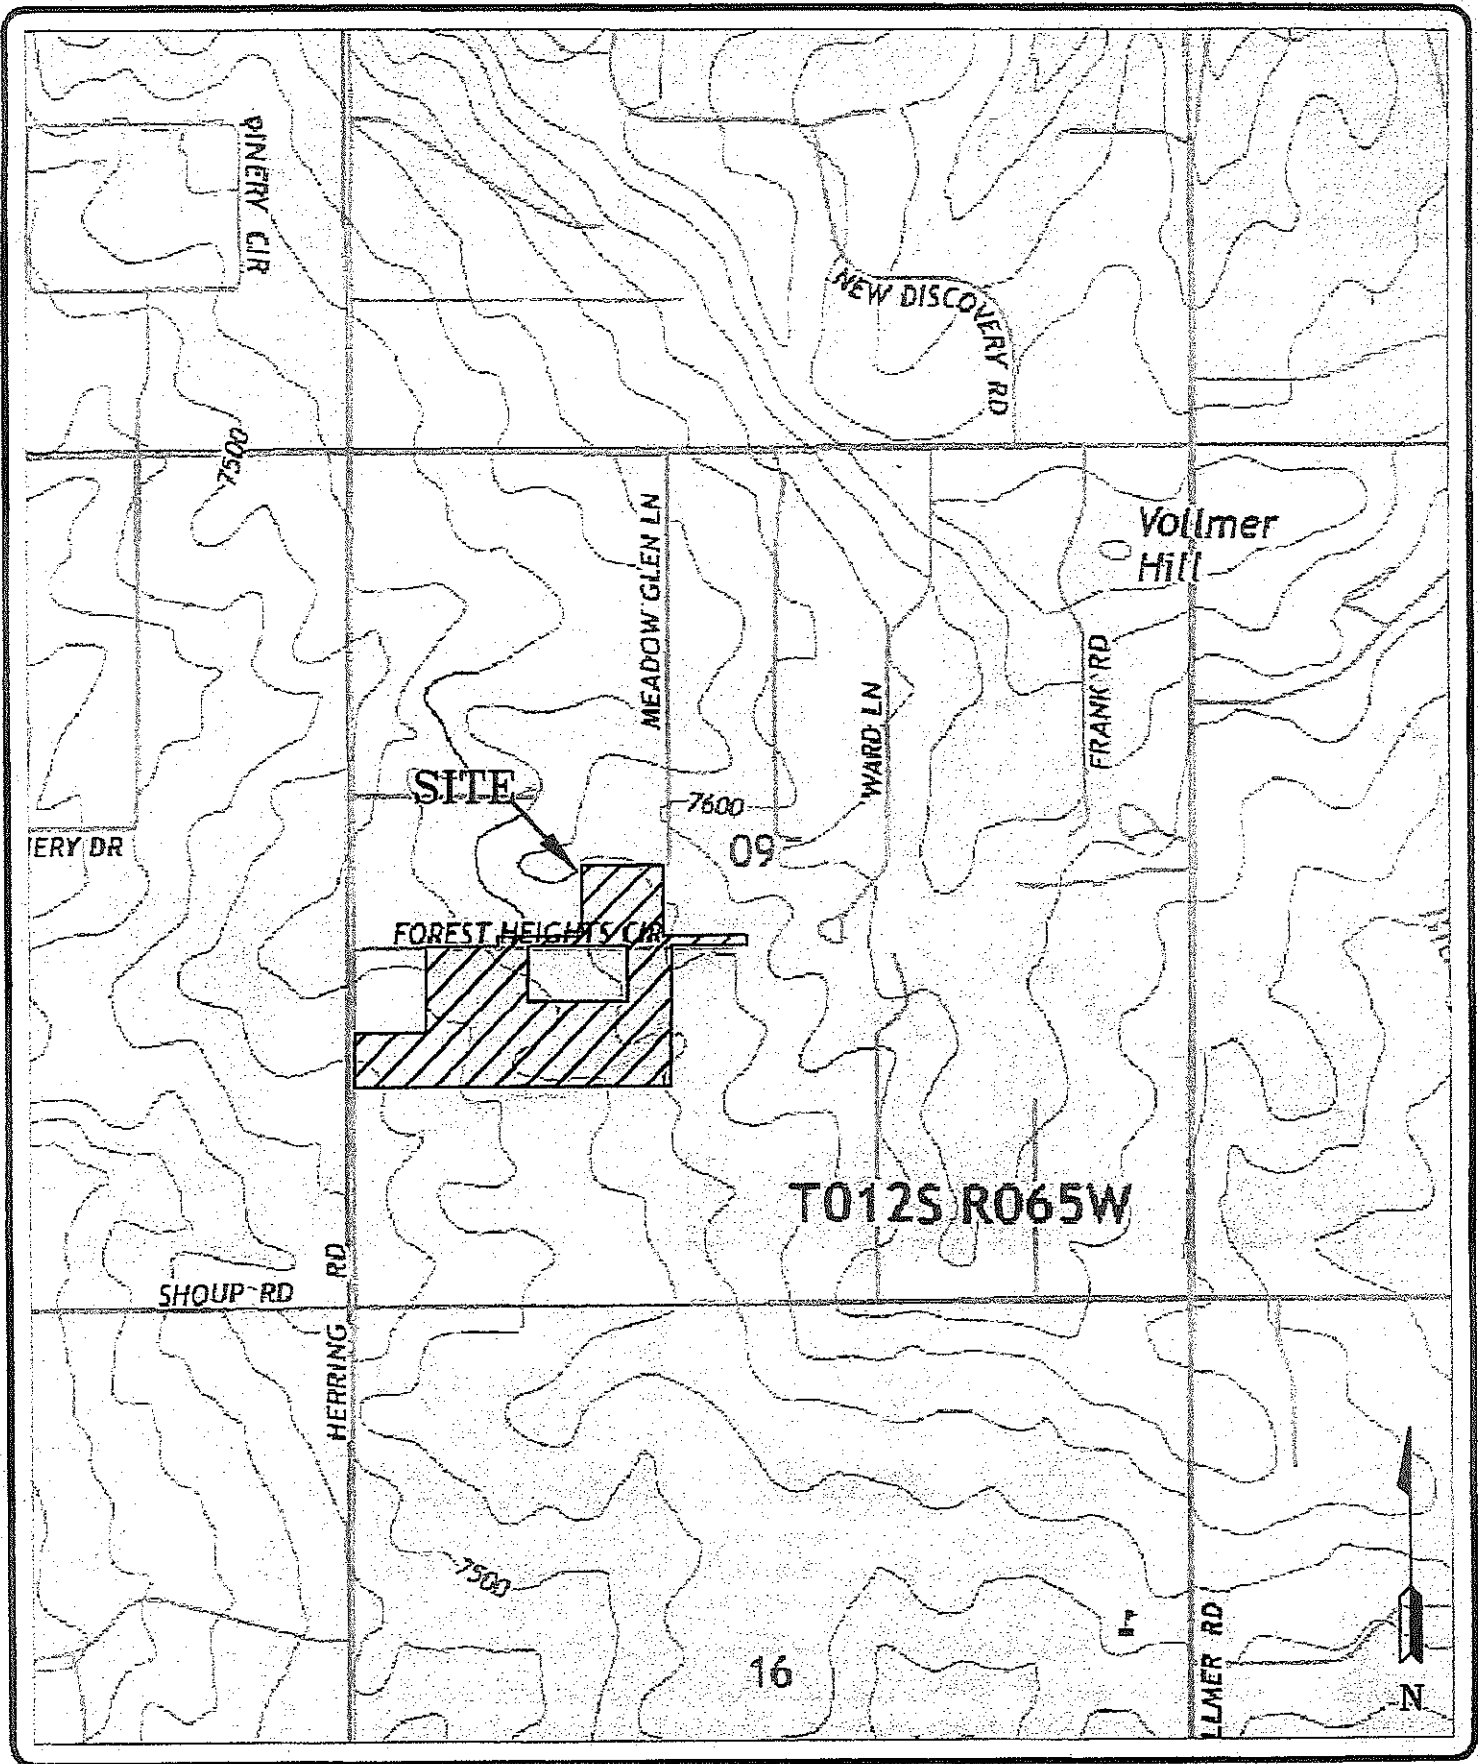 PINERY CIR
NEW DISCOVERY RD
7500
Vollmer
Hill
MEADOW GLEN LN
FRANK RD
WARD LN
SITE
7600
09
IERY DR
FOREST HEIGHTS CIR
T012S R065W
HERRING RD
SHOUP RD
7500
16
LLMER RD
N